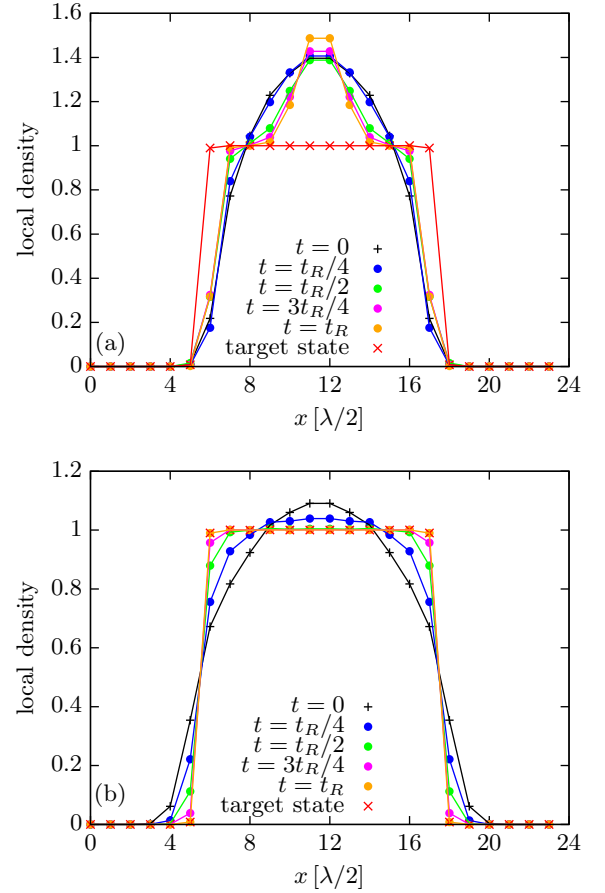 1.6
1.4
1.2
1
0.8
0.6
0.4
0.2
0
local density
t = 0
t = t_R/4
t = t_R/2
t = 3t_R/4
t = t_R
target state
(a)
0 4 8 12 16 20 24
x [λ/2]
1.2
1
0.8
0.6
0.4
0.2
0
local density
t = 0
t = t_R/4
t = t_R/2
t = 3t_R/4
t = t_R
target state
(b)
0 4 8 12 16 20 24
x [λ/2]